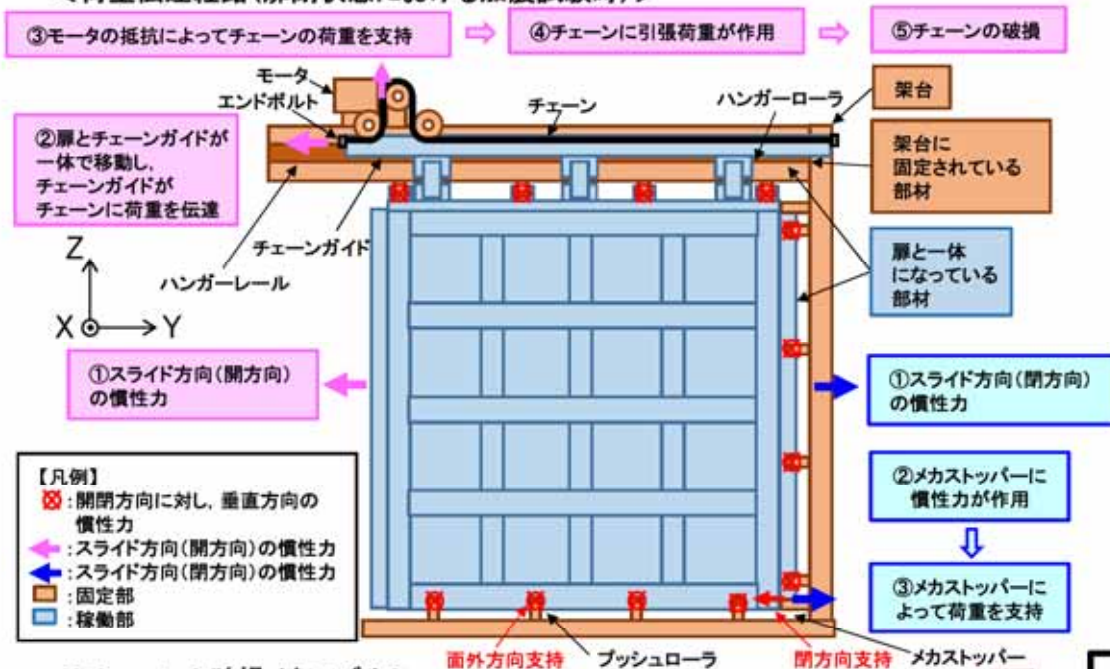 ③モータの抵抗によってチェーンの荷重を支持
④チェーンに引張荷重が作用
⑤チェーンの破損
モータ
エンドボルト
チェーン
ハンガーローラ
架台
②扉とチェーンガイドが
一体で移動し,
チェーンガイドが
チェーンに荷重を伝達
架台に
固定されている
部材
チェーンガイド
ハンガーレール
扉と一体
になっている
部材
Z
X
Y
①スライド方向(開方向)
の慣性力
①スライド方向(閉方向)
の慣性力
【凡例】
:開閉方向に対し, 垂直方向の
慣性力
:スライド方向(開方向)の慣性力
:スライド方向(閉方向)の慣性力
:固定部
:稼働部
②メカストッパーに
慣性力が作用
③メカストッパーに
よって荷重を支持
面外方向支持
プッシュローラ
閉方向支持
メカストッパー